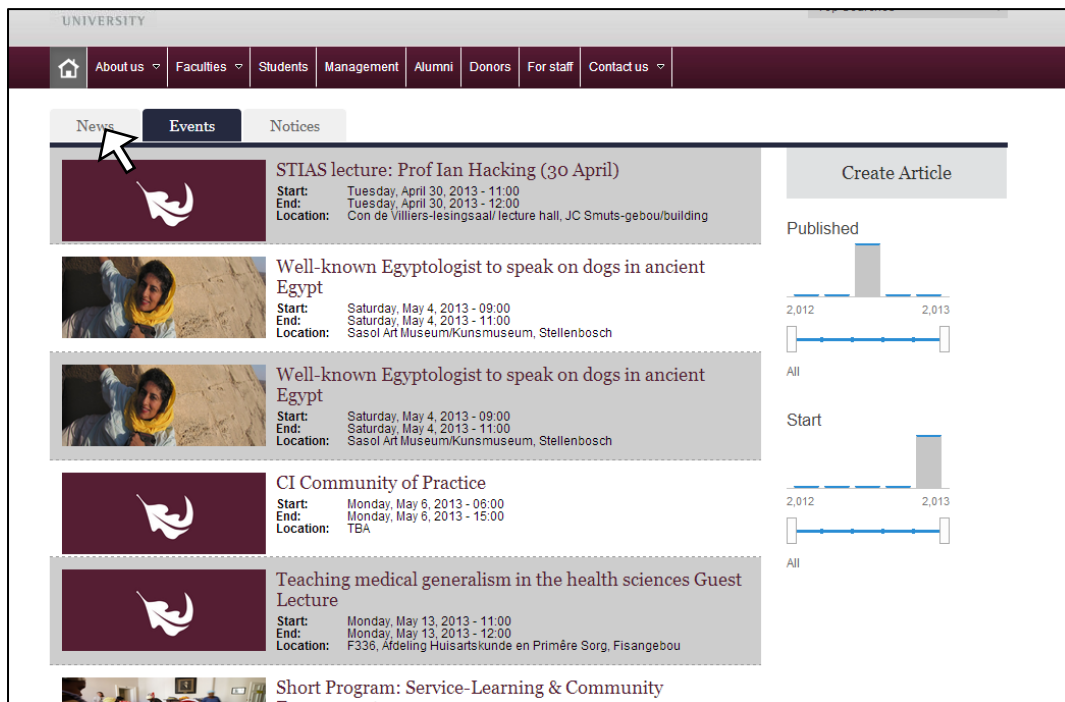 UNIVERSITY
About us Faculties Students Management Alumni Donors For staff Contact us
News Events Notices
STIAS lecture: Prof Ian Hacking (30 April)
Start: Tuesday, April 30, 2013 - 11:00
End: Tuesday, April 30, 2013 - 12:00
Location: Con de Villiers-lesingsaal/ lecture hall, JC Smuts-gebou/building
Well-known Egyptologist to speak on dogs in ancient
Egypt
Start: Saturday, May 4, 2013 - 09:00
End: Saturday, May 4, 2013 - 11:00
Location: Sasol Art Museum/Kunsmuseum, Stellenbosch
Well-known Egyptologist to speak on dogs in ancient
Egypt
Start: Saturday, May 4, 2013 - 09:00
End: Saturday, May 4, 2013 - 11:00
Location: Sasol Art Museum/Kunsmuseum, Stellenbosch
CI Community of Practice
Start: Monday, May 6, 2013 - 06:00
End: Monday, May 6, 2013 - 15:00
Location: TBA
Teaching medical generalism in the health sciences Guest
Lecture
Start: Monday, May 13, 2013 - 11:00
End: Monday, May 13, 2013 - 12:00
Location: F336, Afdeling Huisartskunde en Primêre Sorg, Fisangebou
Short Program: Service-Learning & Community
Create Article
Published
2,012 2,013
All
Start
2,012 2,013
All